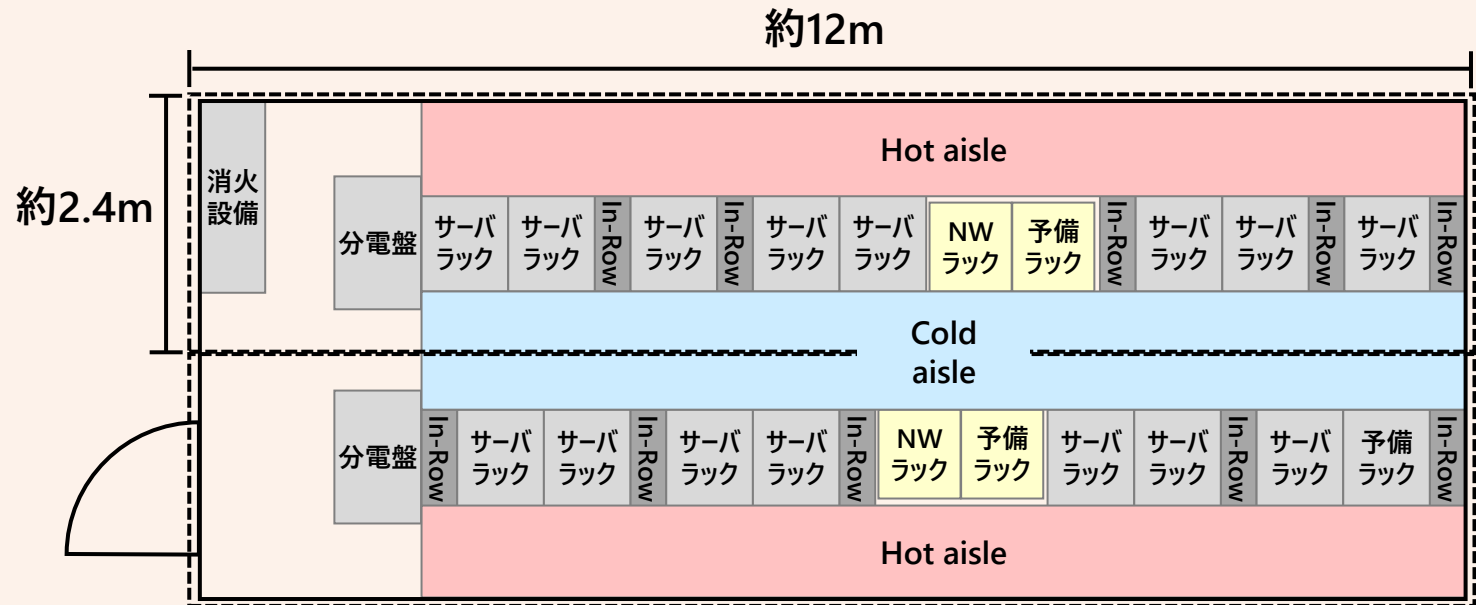 約12m
約2.4m
消火
設備
Hot aisle
分電盤
サーバ
ラック
サーバ
ラック
In-Row
サーバ
ラック
In-Row
サーバ
ラック
サーバ
ラック
NW
ラック
予備
ラック
In-Row
サーバ
ラック
サーバ
ラック
In-Row
サーバ
ラック
In-Row
Cold
aisle
分電盤
In-Row
サーバ
ラック
サーバ
ラック
In-Row
サーバ
ラック
サーバ
ラック
In-Row
NW
ラック
予備
ラック
サーバ
ラック
サーバ
ラック
In-Row
サーバ
ラック
予備
ラック
In-Row
Hot aisle